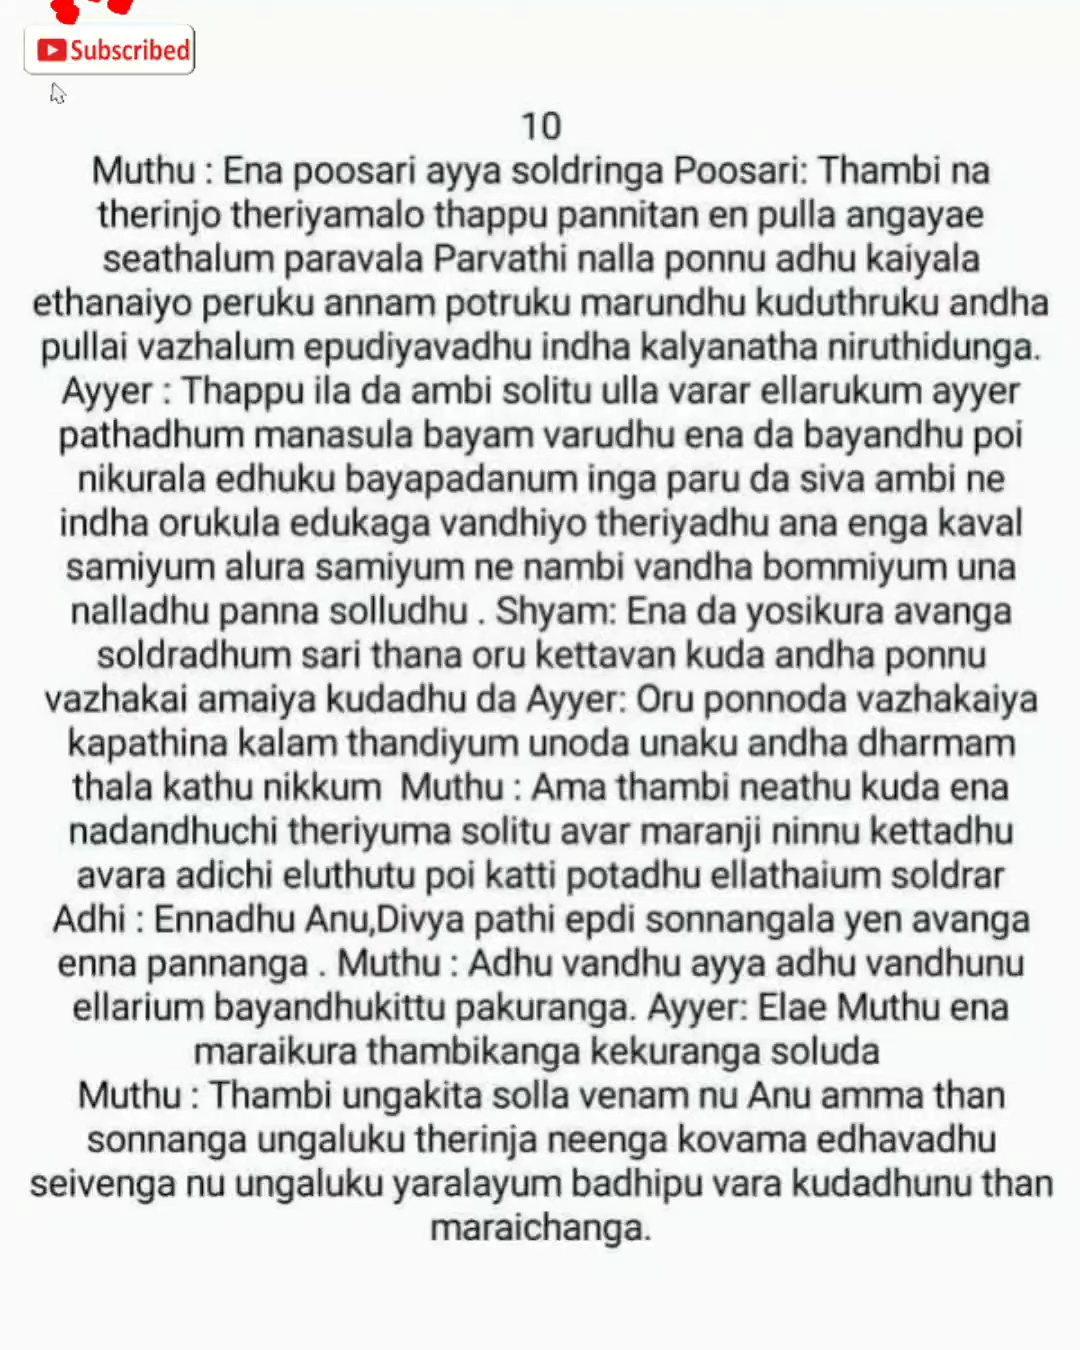 Subscribed
10
Muthu : Ena poosari ayya soldringa Poosari: Thambi na
therinjo theriyamalo thappu pannitan en pulla angayae
seathalum paravala Parvathi nalla ponnu adhu kaiyala
ethanaiyo peruku annam potruku marundhu kuduthruku andha
pullai vazhalum epudiyavadhu indha kalyanatha niruthidunga.
Ayyer : Thappu ila da ambi solitu ulla varar ellarukum ayyer
pathadhum manasula bayam varudhu ena da bayandhu poi
nikurala edhuku bayapadanum inga paru da siva ambi ne
indha orukula edukaga vandhiyo theriyadhu ana enga kaval
samiyum alura samiyum ne nambi vandha bommiyum una
nalladhu panna solludhu . Shyam: Ena da yosikura avanga
soldradhum sari thana oru kettavan kuda andha ponnu
vazhakai amaiya kudadhu da Ayyer: Oru ponnoda vazhakaiya
kapathina kalam thandiyum unoda unaku andha dharmam
thala kathu nikkum  Muthu : Ama thambi neathu kuda ena
nadandhuchi theriyuma solitu avar maranji ninnu kettadhu
avara adichi eluthutu poi katti potadhu ellathaium soldrar
Adhi : Ennadhu Anu,Divya pathi epdi sonnangala yen avanga
enna pannanga . Muthu : Adhu vandhu ayya adhu vandhunu
ellarium bayandhukittu pakuranga. Ayyer: Elae Muthu ena
maraikura thambikanga kekuranga soluda
Muthu : Thambi ungakita solla venam nu Anu amma than
sonnanga ungaluku therinja neenga kovama edhavadhu
seivenga nu ungaluku yaralayum badhipu vara kudadhunu than
maraichanga.